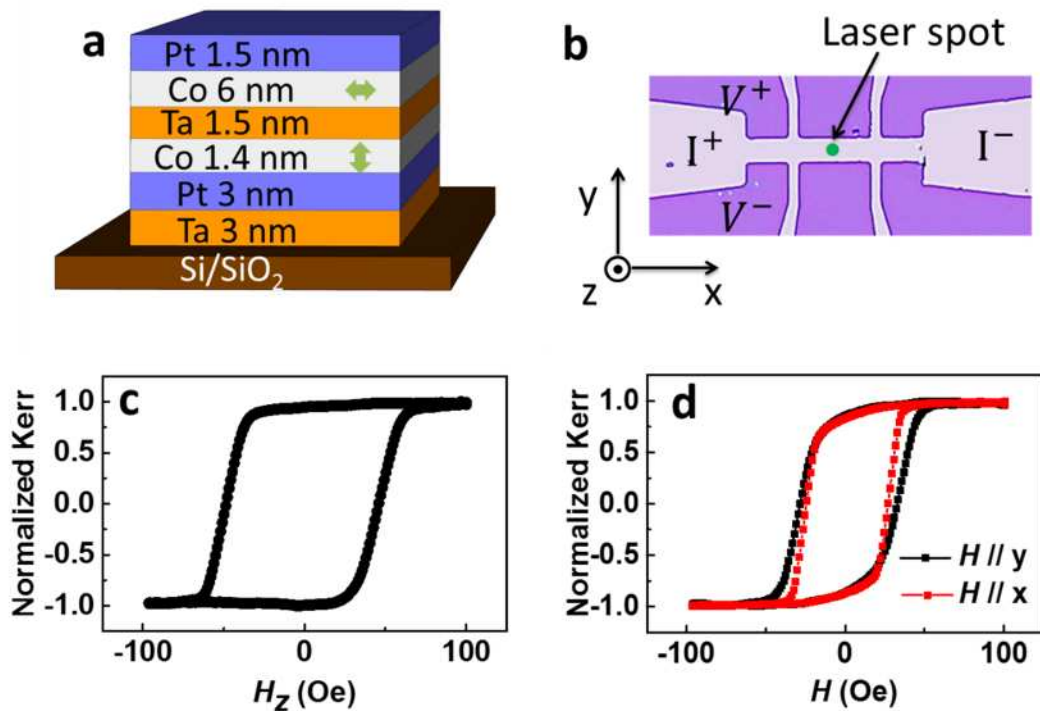 a
Pt 1.5 nm
Co 6 nm
Ta 1.5 nm
Co 1.4 nm
Pt 3 nm
Ta 3 nm
Si/SiO₂
b
Laser spot
V⁺
I⁺
I⁻
V⁻
y
z
x
c
Normalized Kerr
1.0
0.5
0.0
-0.5
-1.0
-100
0
100
H_z (Oe)
d
Normalized Kerr
1.0
0.5
0.0
-0.5
-1.0
H // y
H // x
-100
0
100
H (Oe)